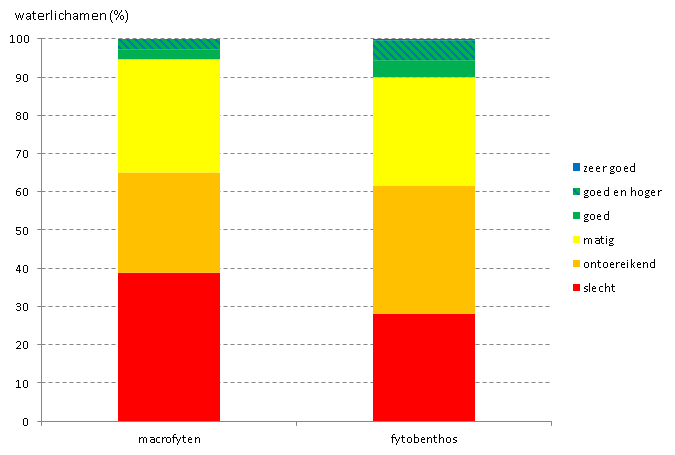 waterlichamen (%)
100
90
80
70
60
50
40
30
20
10
0
macrofyten
fytobenthos
zeer goed
goed en hoger
goed
matig
ontoereikend
slecht